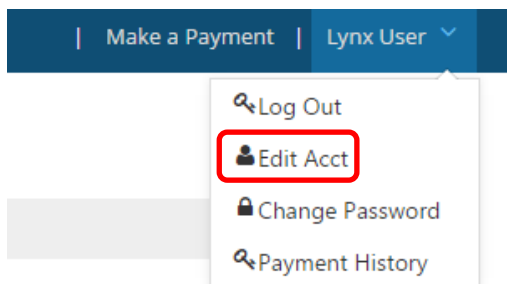 | Make a Payment | Lynx User
Log Out
Edit Acct
Change Password
Payment History